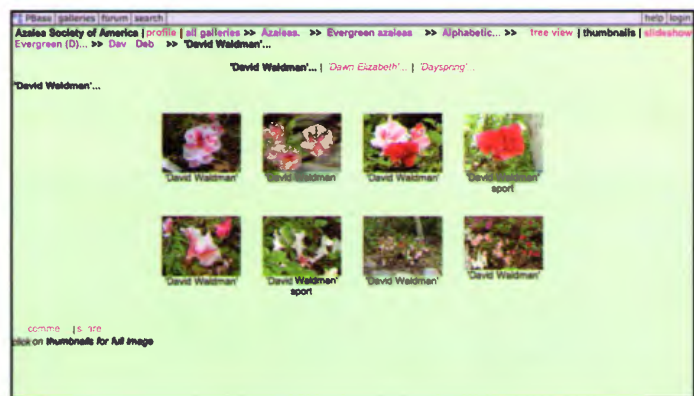 PBase galleries forum search help login
Azalea Society of America | profile | all galleries >> Azaleas. >> Evergreen azaleas >> Alphabetic... >> tree view | thumbnails | slideshow
Evergreen (D)... >> Dav Deb >> 'David Waldman'...
'David Waldman'... | 'Dawn Elizabeth'... | 'Dayspring'...
'David Waldman'...
'David Waldman' 'David Waldman 'David Waldman' 'David Waldman'
sport
'David Waldman' 'David Waldman' 'David Waldman' 'David Waldman'
sport
comme | s re
click on thumbnails for full image